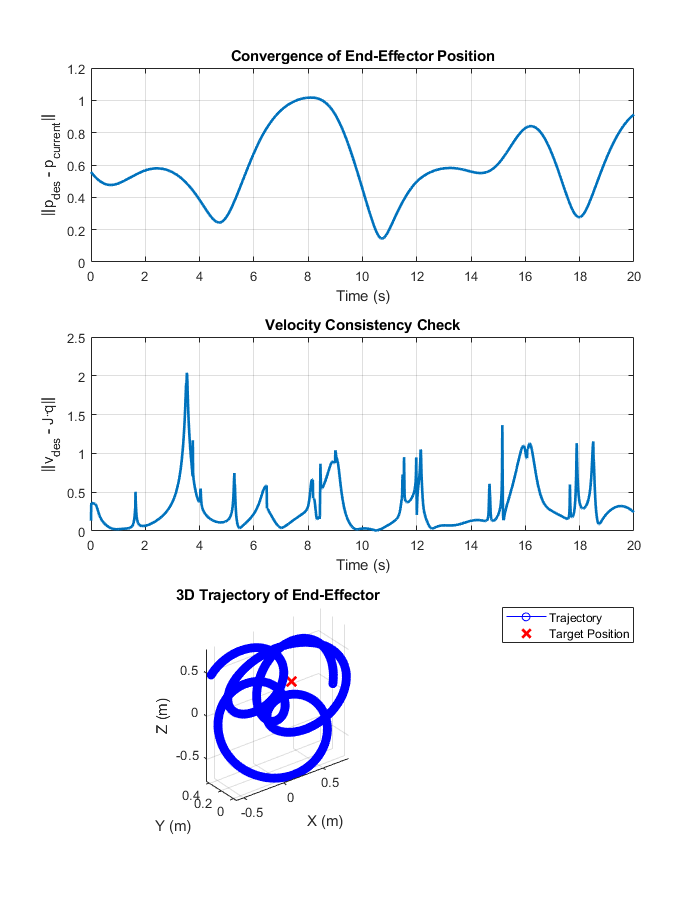 Convergence of End-Effector Position
1.2
1
0.8
0.6
0.4
0.2
0
||p_des - p_current||
0 2 4 6 8 10 12 14 16 18 20
Time (s)
Velocity Consistency Check
2.5
2
1.5
1
0.5
0
||v_des - J·q||
0 2 4 6 8 10 12 14 16 18 20
Time (s)
3D Trajectory of End-Effector
Trajectory
Target Position
0.5
0
-0.5
Z (m)
0.4
0.2
0
Y (m)
-0.5
0
0.5
X (m)